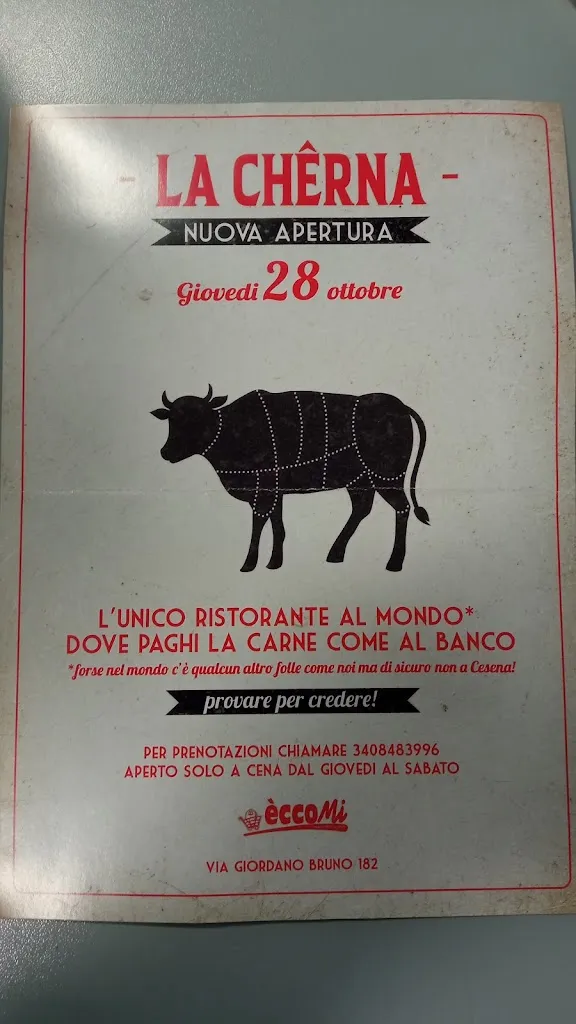 - LA CHÊRNA -
NUOVA APERTURA
Giovedi 28 ottobre
L'UNICO RISTORANTE AL MONDO*
DOVE PAGHI LA CARNE COME AL BANCO
*forse nel mondo c'è qualcun altro folle come noi ma di sicuro non a Cesena!
provare per credere!
PER PRENOTAZIONI CHIAMARE 3408483996
APERTO SOLO A CENA DAL GIOVEDI AL SABATO
èccoMi
VIA GIORDANO BRUNO 182